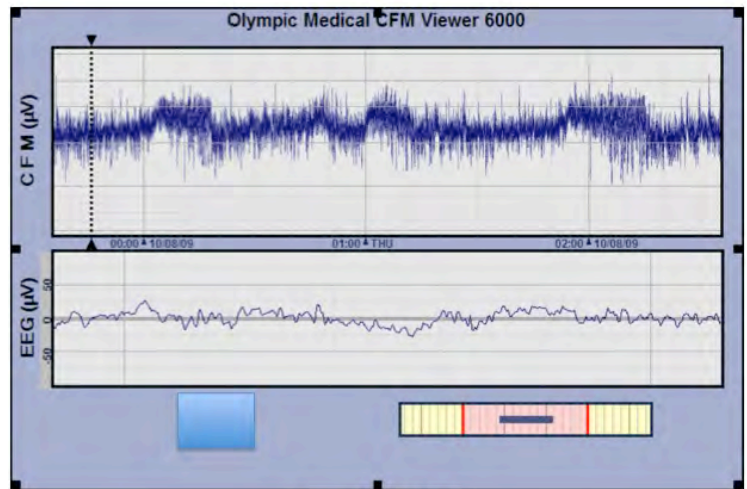 Olympic Medical CFM Viewer 6000
CFM (µV)
00:00 10/08/09
01:00 THU
02:00 10/08/09
EEG (µV)
50
0
-50